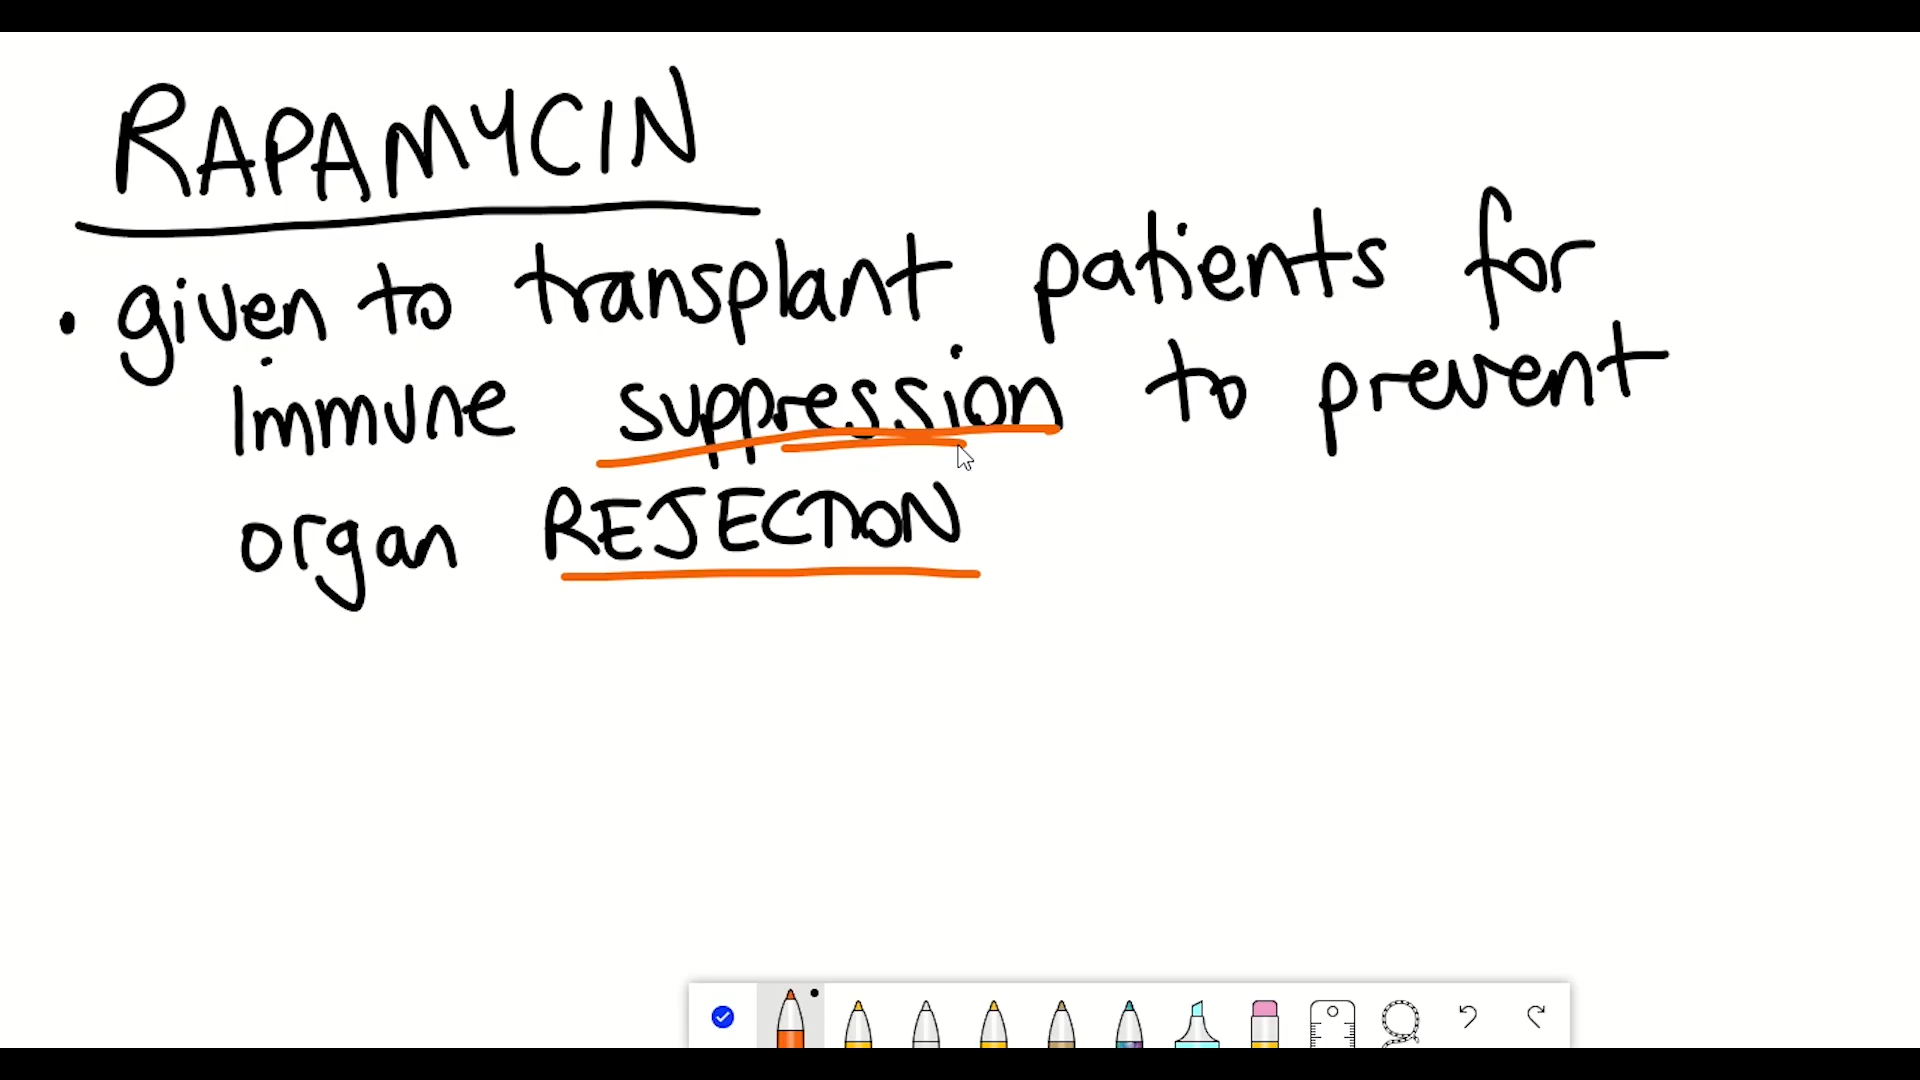 RAPAMYCIN
• given to transplant patients for
immune suppression to prevent
organ REJECTION